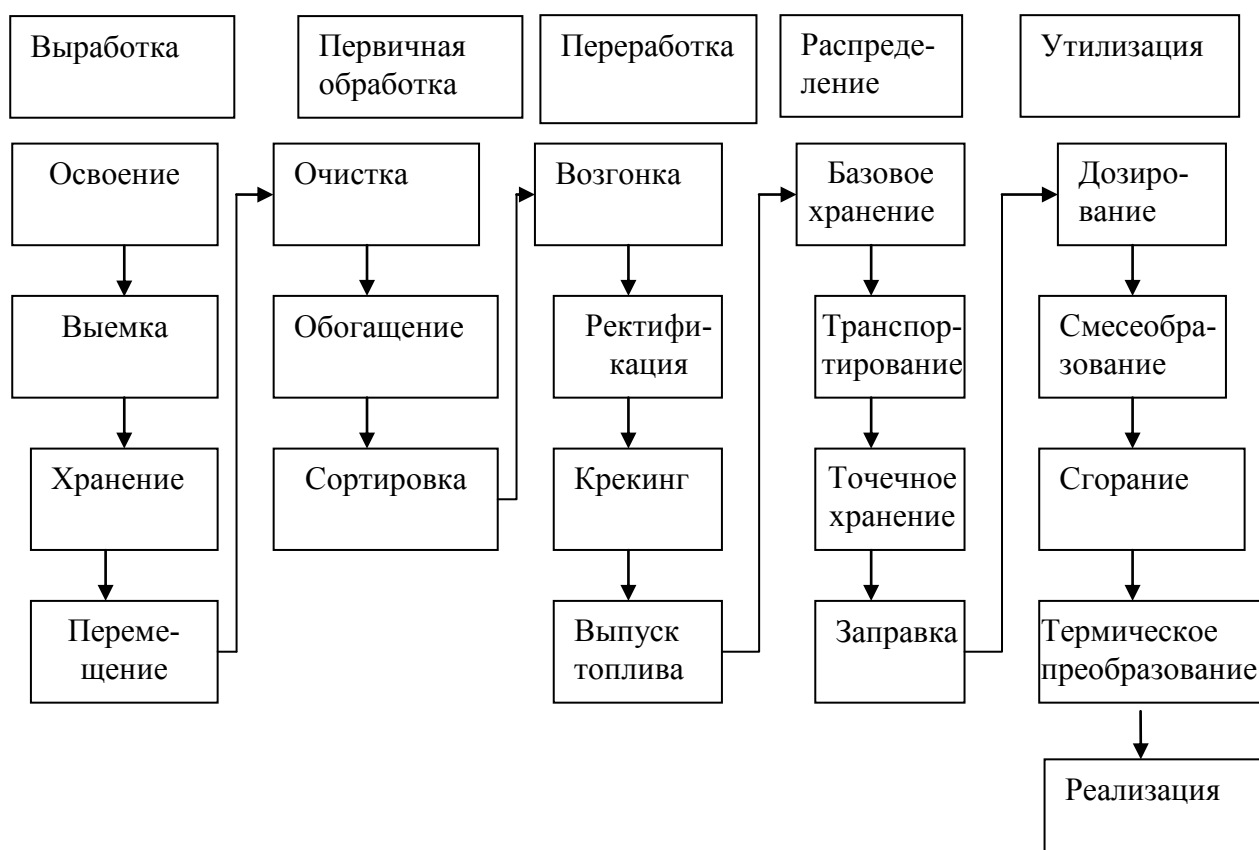 Выработка
Первичная
обработка
Переработка
Распреде-
ление
Утилизация
Освоение
Очистка
Возгонка
Базовое
хранение
Дозиро-
вание
Выемка
Обогащение
Ректифи-
кация
Транспор-
тирование
Смесеобра-
зование
Хранение
Сортировка
Крекинг
Точечное
хранение
Сгорание
Переме-
щение
Выпуск
топлива
Заправка
Термическое
преобразование
Реализация